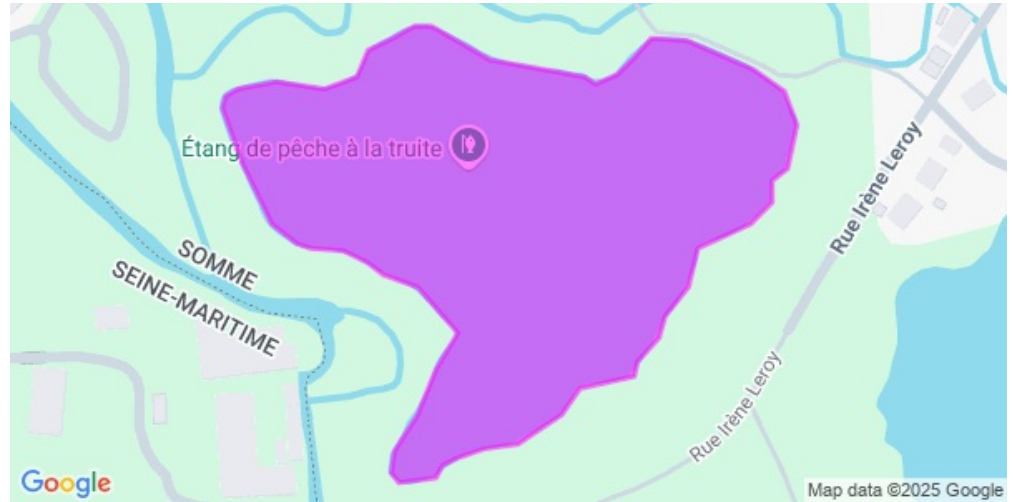 Étang de pêche à la truite
Rue Irène Leroy
SOMME
SEINE-MARITIME
Rue Irène Leroy
Google
Map data ©2025 Google